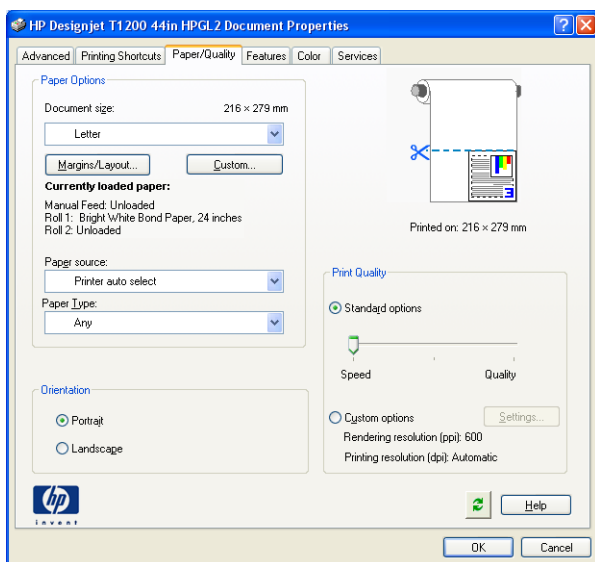 HP Designjet T1200 44in HPGL2 Document Properties
Advanced Printing Shortcuts Paper/Quality Features Color Services
Paper Options
Document size: 216 × 279 mm
Letter
Margins/Layout... Custom...
Currently loaded paper:
Manual Feed: Unloaded
Roll 1: Bright White Bond Paper, 24 inches
Roll 2: Unloaded
Paper source:
Printer auto select
Paper Type:
Any
Orientation
Portrait
Landscape
3
Printed on: 216 × 279 mm
Print Quality
Standard options
Speed Quality
Custom options Settings...
Rendering resolution (ppi): 600
Printing resolution (dpi): Automatic
hp
invent
Help
OK Cancel